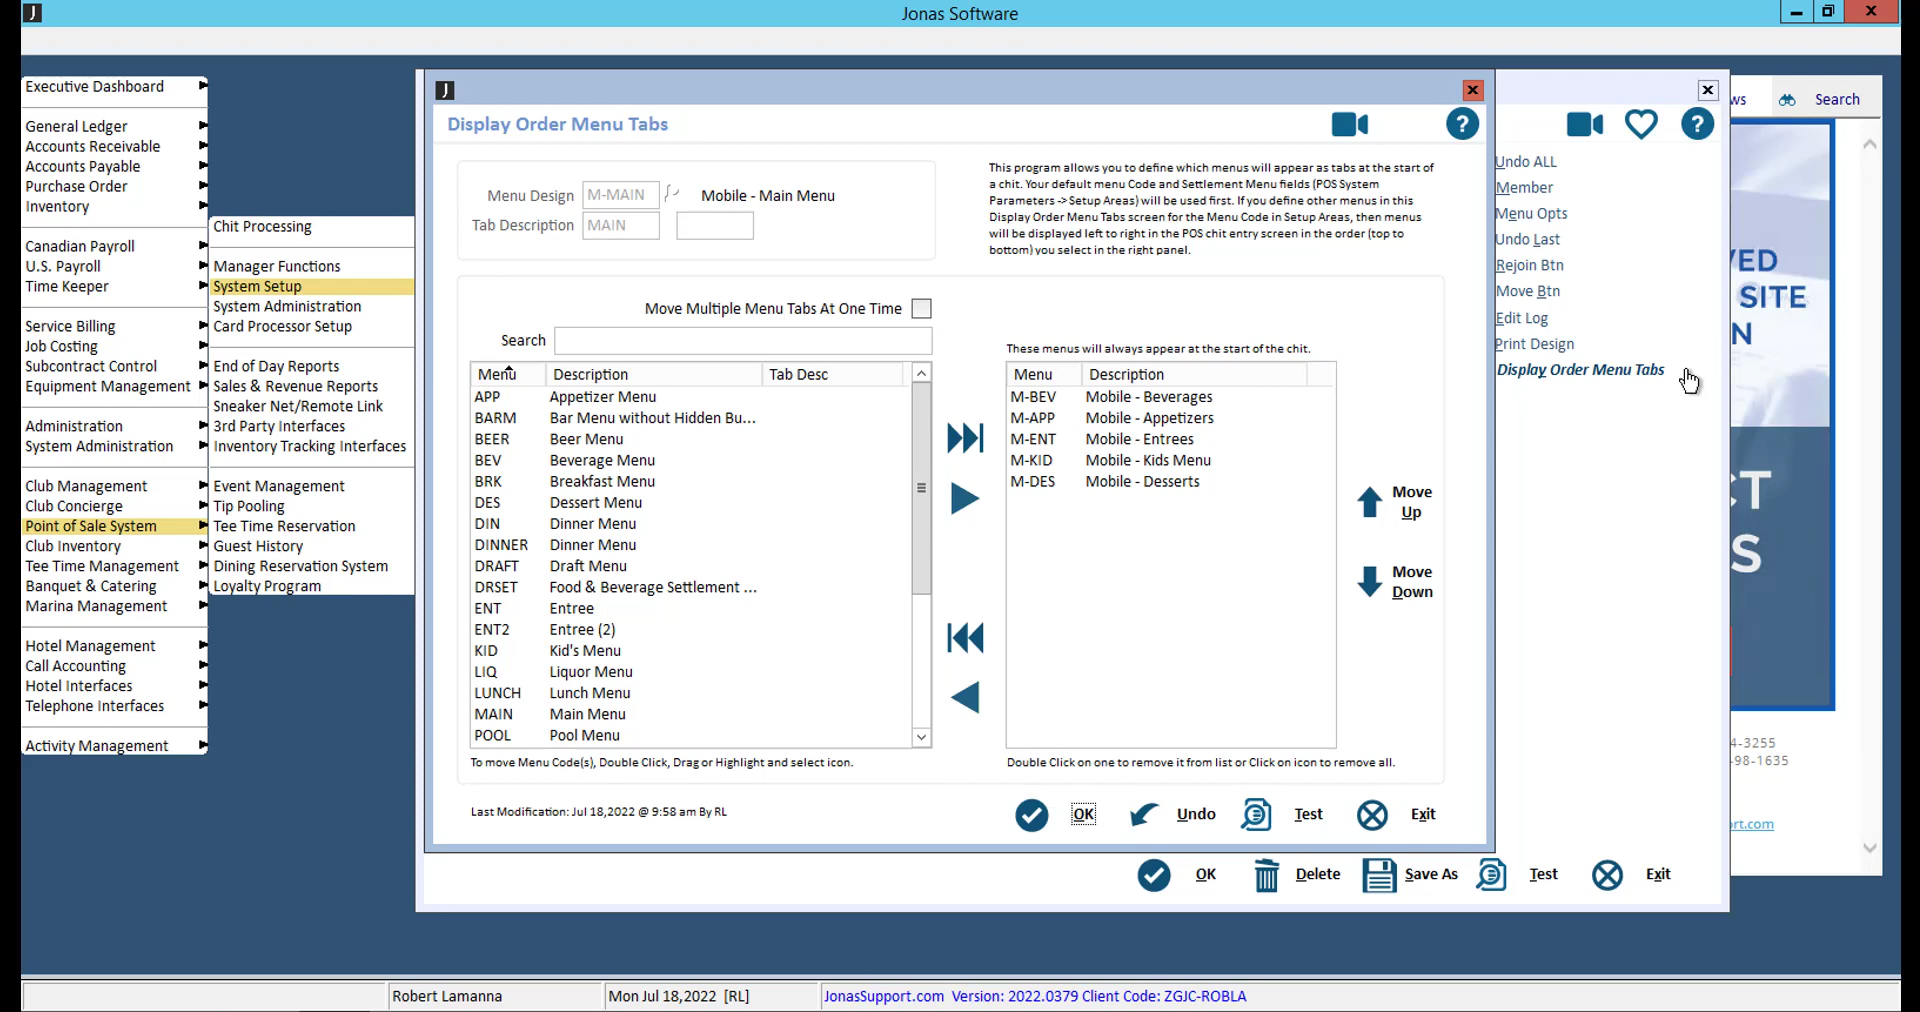 Jonas Software
Executive Dashboard
General Ledger
Accounts Receivable
Accounts Payable
Purchase Order
Inventory
Canadian Payroll
U.S. Payroll
Time Keeper
Service Billing
Job Costing
Subcontract Control
Equipment Management
Administration
System Administration
Club Management
Club Concierge
Point of Sale System
Club Inventory
Tee Time Management
Banquet & Catering
Marina Management
Hotel Management
Call Accounting
Hotel Interfaces
Telephone Interfaces
Activity Management
Chit Processing
Manager Functions
System Setup
System Administration
Card Processor Setup
End of Day Reports
Sales & Revenue Reports
Sneaker Net/Remote Link
3rd Party Interfaces
Inventory Tracking Interfaces
Event Management
Tip Pooling
Tee Time Reservation
Guest History
Dining Reservation System
Loyalty Program
Display Order Menu Tabs
Menu Design M-MAIN Mobile - Main Menu
Tab Description MAIN
This program allows you to define which menus will appear as tabs at the start of
a chit. Your default menu Code and Settlement Menu fields (POS System
Parameters -> Setup Areas) will be used first. If you define other menus in this
Display Order Menu Tabs screen for the Menu Code in Setup Areas, then menus
will be displayed left to right in the POS chit entry screen in the order (top to
bottom) you select in the right panel.
Move Multiple Menu Tabs At One Time
Search
Menu Description Tab Desc
APP Appetizer Menu
BARM Bar Menu without Hidden Bu...
BEER Beer Menu
BEV Beverage Menu
BRK Breakfast Menu
DES Dessert Menu
DIN Dinner Menu
DINNER Dinner Menu
DRAFT Draft Menu
DRSET Food & Beverage Settlement ...
ENT Entree
ENT2 Entree (2)
KID Kid's Menu
LIQ Liquor Menu
LUNCH Lunch Menu
MAIN Main Menu
POOL Pool Menu
To move Menu Code(s), Double Click, Drag or Highlight and select icon.
These menus will always appear at the start of the chit.
Menu Description
M-BEV Mobile - Beverages
M-APP Mobile - Appetizers
M-ENT Mobile - Entrees
M-KID Mobile - Kids Menu
M-DES Mobile - Desserts
Double Click on one to remove it from list or Click on icon to remove all.
Move
Up
Move
Down
Last Modification: Jul 18,2022 @ 9:58 am By RL
OK Undo Test Exit
Undo ALL
Member
Menu Opts
Undo Last
Rejoin Btn
Move Btn
Edit Log
Print Design
Display Order Menu Tabs
OK Delete Save As Test Exit
ws Search
VED
SITE
N
CT
S
4-3255
-98-1635
ort.com
Robert Lamanna
Mon Jul 18,2022 [RL]
JonasSupport.com Version: 2022.0379 Client Code: ZGJC-ROBLA